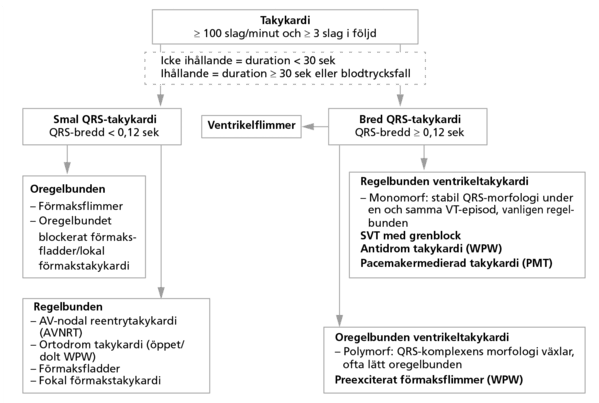 Takykardi
≥ 100 slag/minut och ≥ 3 slag i följd
Icke ihållande = duration < 30 sek
Ihållande = duration ≥ 30 sek eller blodtrycksfall
Smal QRS-takykardi
QRS-bredd < 0,12 sek
Ventrikelflimmer
Bred QRS-takykardi
QRS-bredd ≥ 0,12 sek
Oregelbunden
– Förmaksflimmer
– Oregelbundet
blockerat förmaks-
fladder/lokal
förmakstakykardi
Regelbunden ventrikeltakykardi
– Monomorf: stabil QRS-morfologi under
en och samma VT-episod, vanligen regel-
bunden
SVT med grenblock
Antidrom takykardi (WPW)
Pacemakermedierad takykardi (PMT)
Regelbunden
– AV-nodal reentrytakykardi
(AVNRT)
– Ortodrom takykardi (öppet/
dolt WPW)
– Förmaksfladder
– Fokal förmakstakykardi
Oregelbunden ventrikeltakykardi
– Polymorf: QRS-komplexens morfologi växlar,
ofta lätt oregelbunden
Preexciterat förmaksflimmer (WPW)